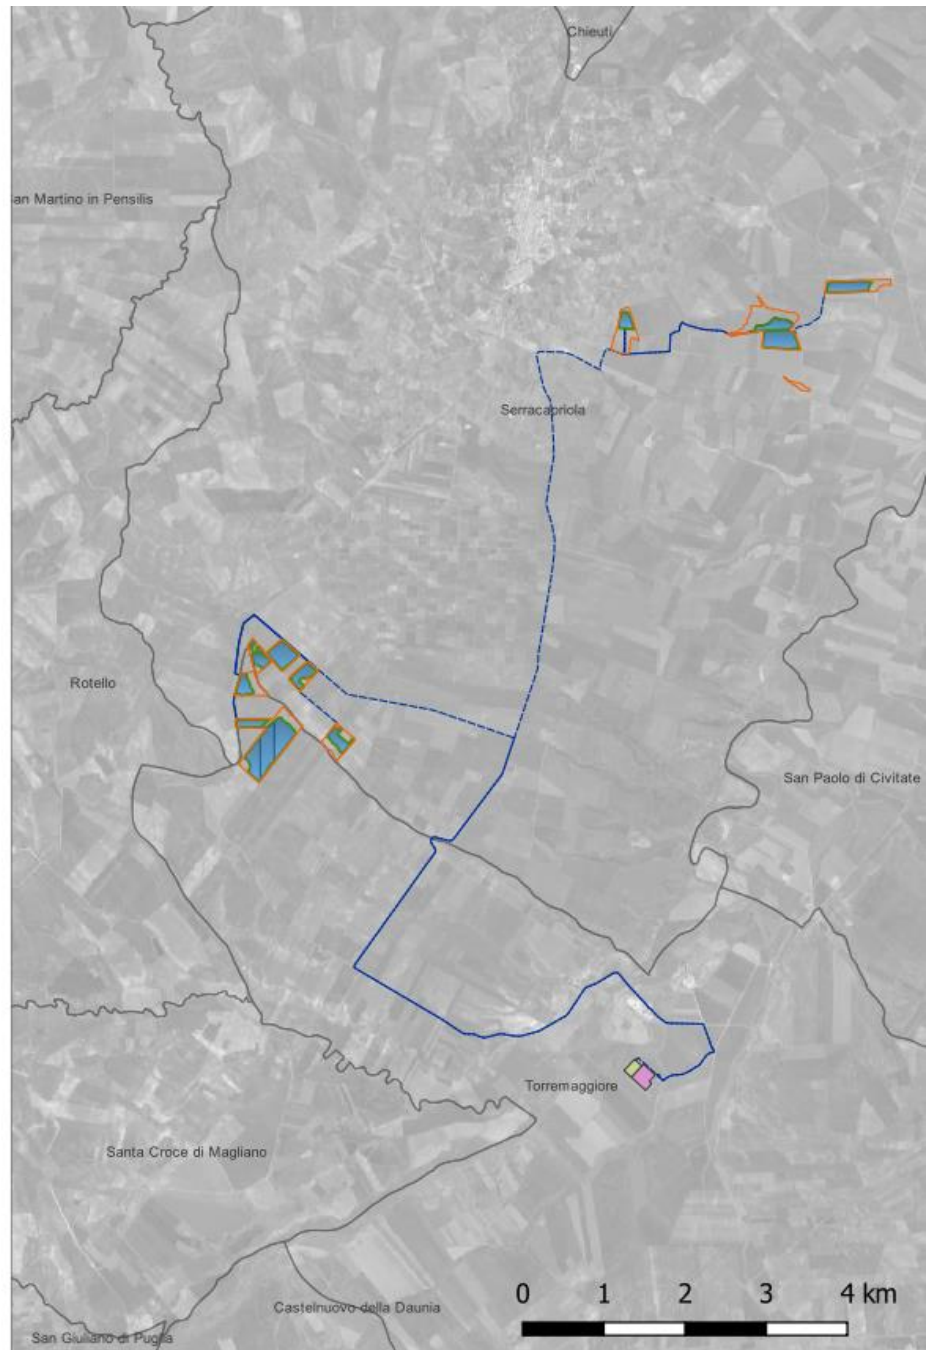 Chieuti
an Martino in Pensilis
Serracapriola
Rotello
San Paolo di Civitate
Torremaggiore
Santa Croce di Magliano
0 1 2 3 4 km
Castelnuovo della Daunia
San Giuliano di Puglia